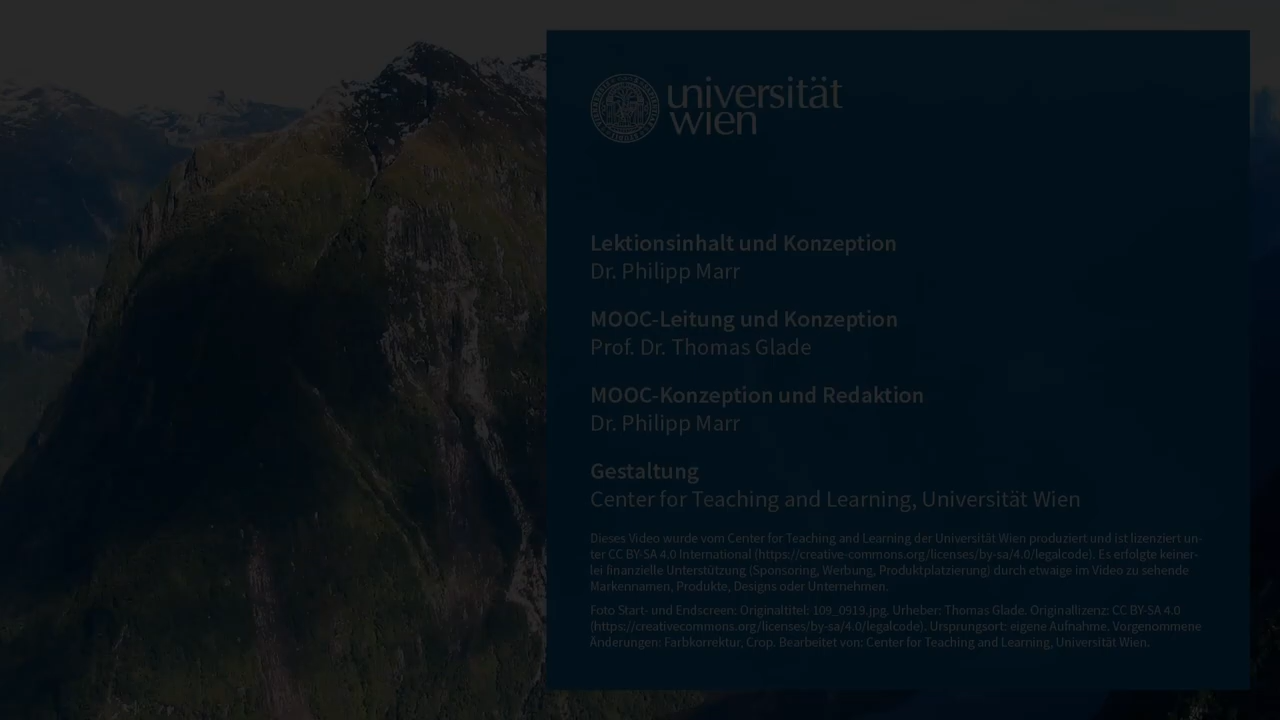 universität
wien
Lektionsinhalt und Konzeption
Dr. Philipp Marr
MOOC-Leitung und Konzeption
Prof. Dr. Thomas Glade
MOOC-Konzeption und Redaktion
Dr. Philipp Marr
Gestaltung
Center for Teaching and Learning, Universität Wien
Dieses Video wurde vom Center for Teaching and Learning der Universität Wien produziert und ist lizenziert un-
ter CC BY-SA 4.0 International (https://creative-commons.org/licenses/by-sa/4.0/legalcode). Es erfolgte keiner-
lei finanzielle Unterstützung (Sponsoring, Werbung, Produktplatzierung) durch etwaige im Video zu sehende
Markennamen, Produkte, Designs oder Unternehmen.
Foto Start- und Endscreen: Originaltitel: 109_0919.jpg. Urheber: Thomas Glade. Originallizenz: CC BY-SA 4.0
(https://creativecommons.org/licenses/by-sa/4.0/legalcode). Ursprungsort: eigene Aufnahme. Vorgenommene
Änderungen: Farbkorrektur, Crop. Bearbeitet von: Center for Teaching and Learning, Universität Wien.